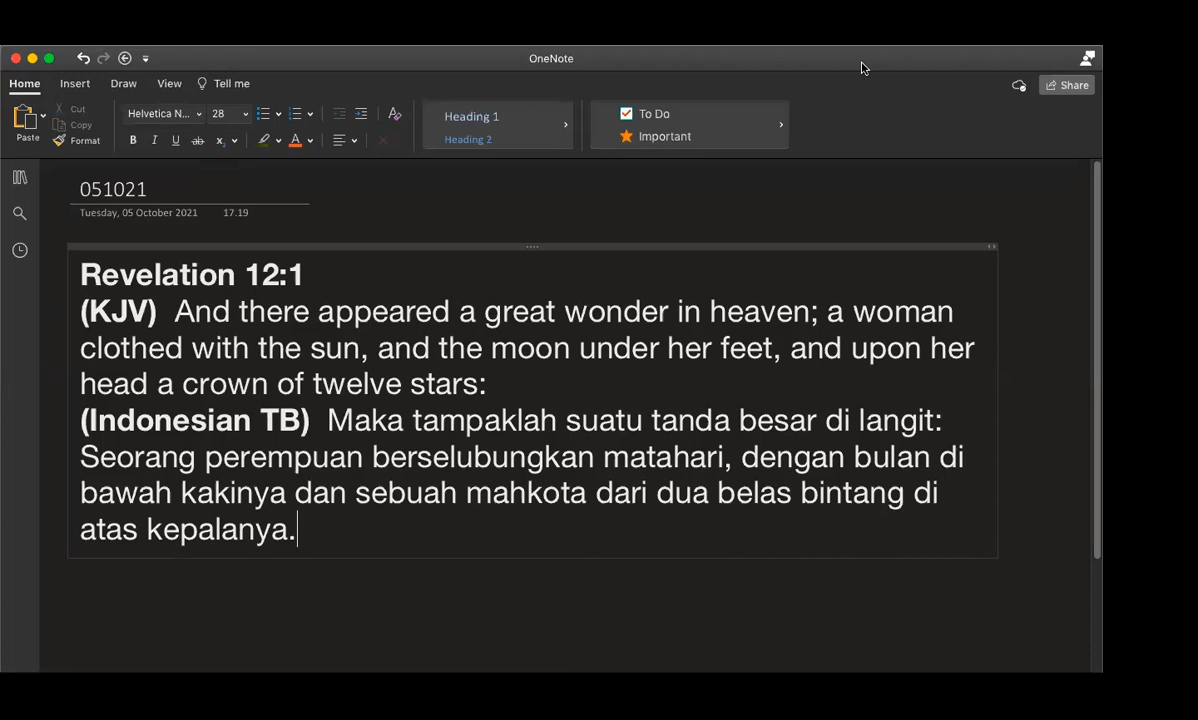 OneNote
Home Insert Draw View Tell me
Share
Paste
Cut
Copy
Format
Helvetica N... 28
B I U ab x A
Heading 1
Heading 2
To Do
Important
051021
Tuesday, 05 October 2021 17.19
Revelation 12:1
(KJV) And there appeared a great wonder in heaven; a woman
clothed with the sun, and the moon under her feet, and upon her
head a crown of twelve stars:
(Indonesian TB) Maka tampaklah suatu tanda besar di langit:
Seorang perempuan berselubungkan matahari, dengan bulan di
bawah kakinya dan sebuah mahkota dari dua belas bintang di
atas kepalanya.